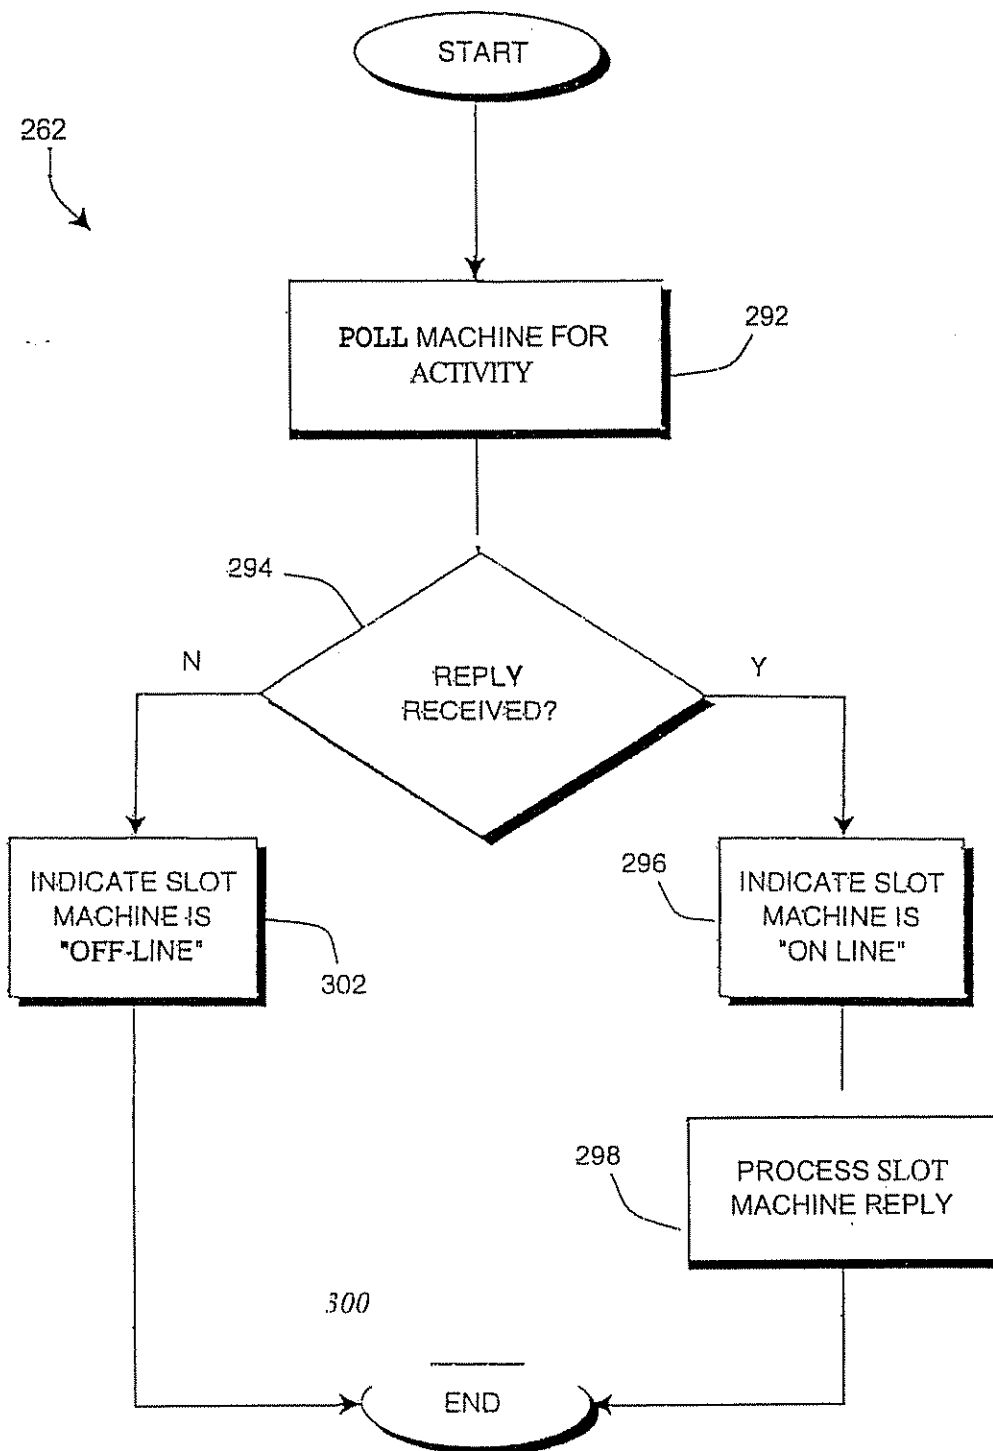 START
262
POLL MACHINE FOR
ACTIVITY
292
294
N
REPLY
RECEIVED?
Y
INDICATE SLOT
MACHINE IS
"OFF-LINE"
302
296
INDICATE SLOT
MACHINE IS
"ON LINE"
298
PROCESS SLOT
MACHINE REPLY
300
END